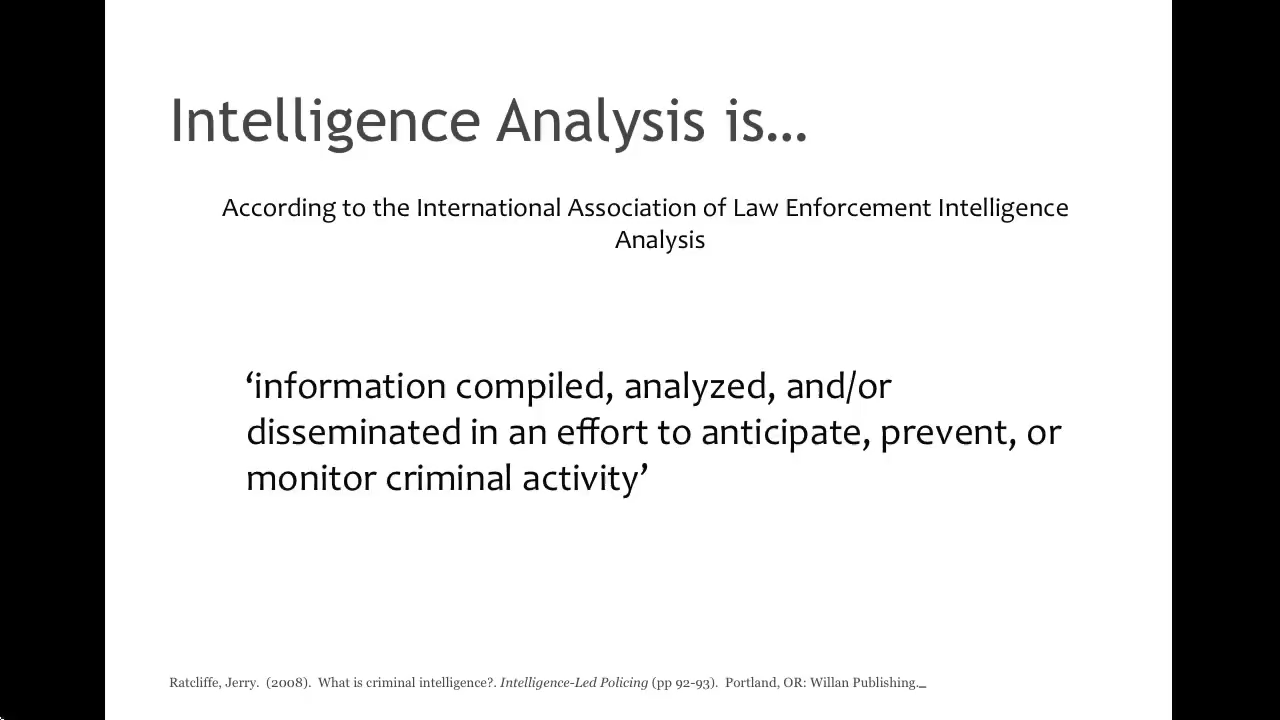 Intelligence Analysis is…
According to the International Association of Law Enforcement Intelligence
Analysis
‘information compiled, analyzed, and/or
disseminated in an effort to anticipate, prevent, or
monitor criminal activity’
Ratcliffe, Jerry.  (2008).  What is criminal intelligence?. Intelligence-Led Policing (pp 92-93).  Portland, OR: Willan Publishing._